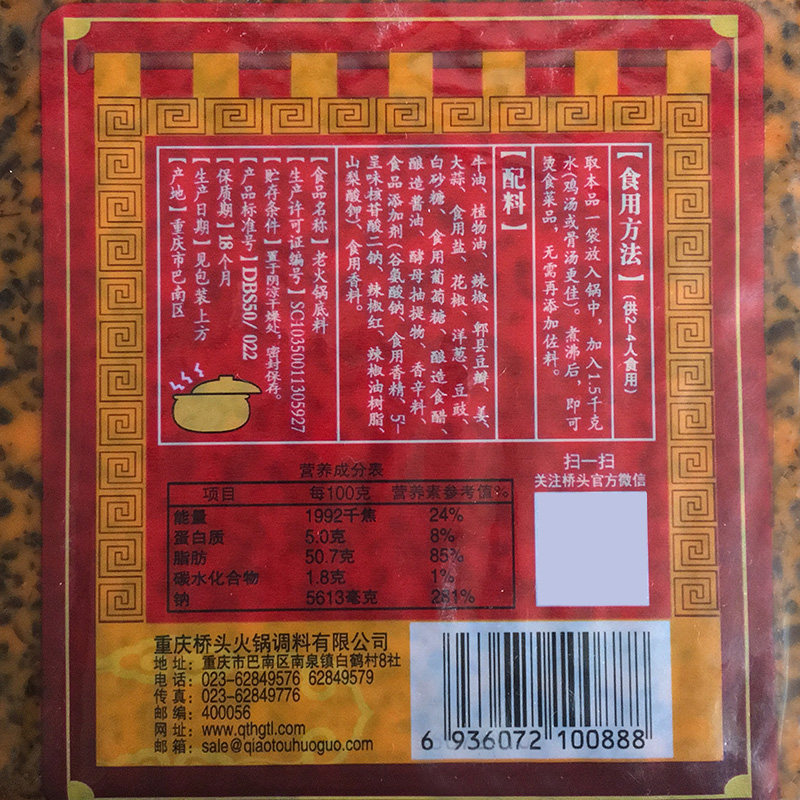 【食用方法】(供2-4人食用)
取本品一袋放入锅中，加入1.5千克
水(鸡汤或骨汤更佳)。煮沸后，即可
烫食菜品，无需再添加佐料。
【配料】
牛油、植物油、辣椒、郫县豆瓣、姜、
大蒜、食用盐、花椒、洋葱、豆豉、
白砂糖、食用葡萄糖、酿造食醋、
酿造酱油、酵母抽提物、香辛料、
食品添加剂(谷氨酸钠、食用香精、5'-
呈味核苷酸二钠、辣椒红、辣椒油树脂、
山梨酸钾)、食用香料。
【食品名称】老火锅底料
【生产许可证编号】SC10350011305927
【贮存条件】置于阴凉干燥处，密封保存。
【产品标准号】DBS50/ 022
【保质期】18个月
【生产日期】见包装上方
【产地】重庆市巴南区
扫一扫
关注桥头官方微信
营养成分表
项目 每100克 营养素参考值%
能量 1992千焦 24%
蛋白质 5.0克 8%
脂肪 50.7克 85%
碳水化合物 1.8克 1%
钠 5613毫克 281%
重庆桥头火锅调料有限公司
地 址：重庆市巴南区南泉镇白鹤村8社
电 话：023-62849576 62849579
传 真：023-62849776
邮 编：400056
网 址：www.qthgtl.com
邮 箱：sale@qiaotouhuoguo.com
6 936072 100888